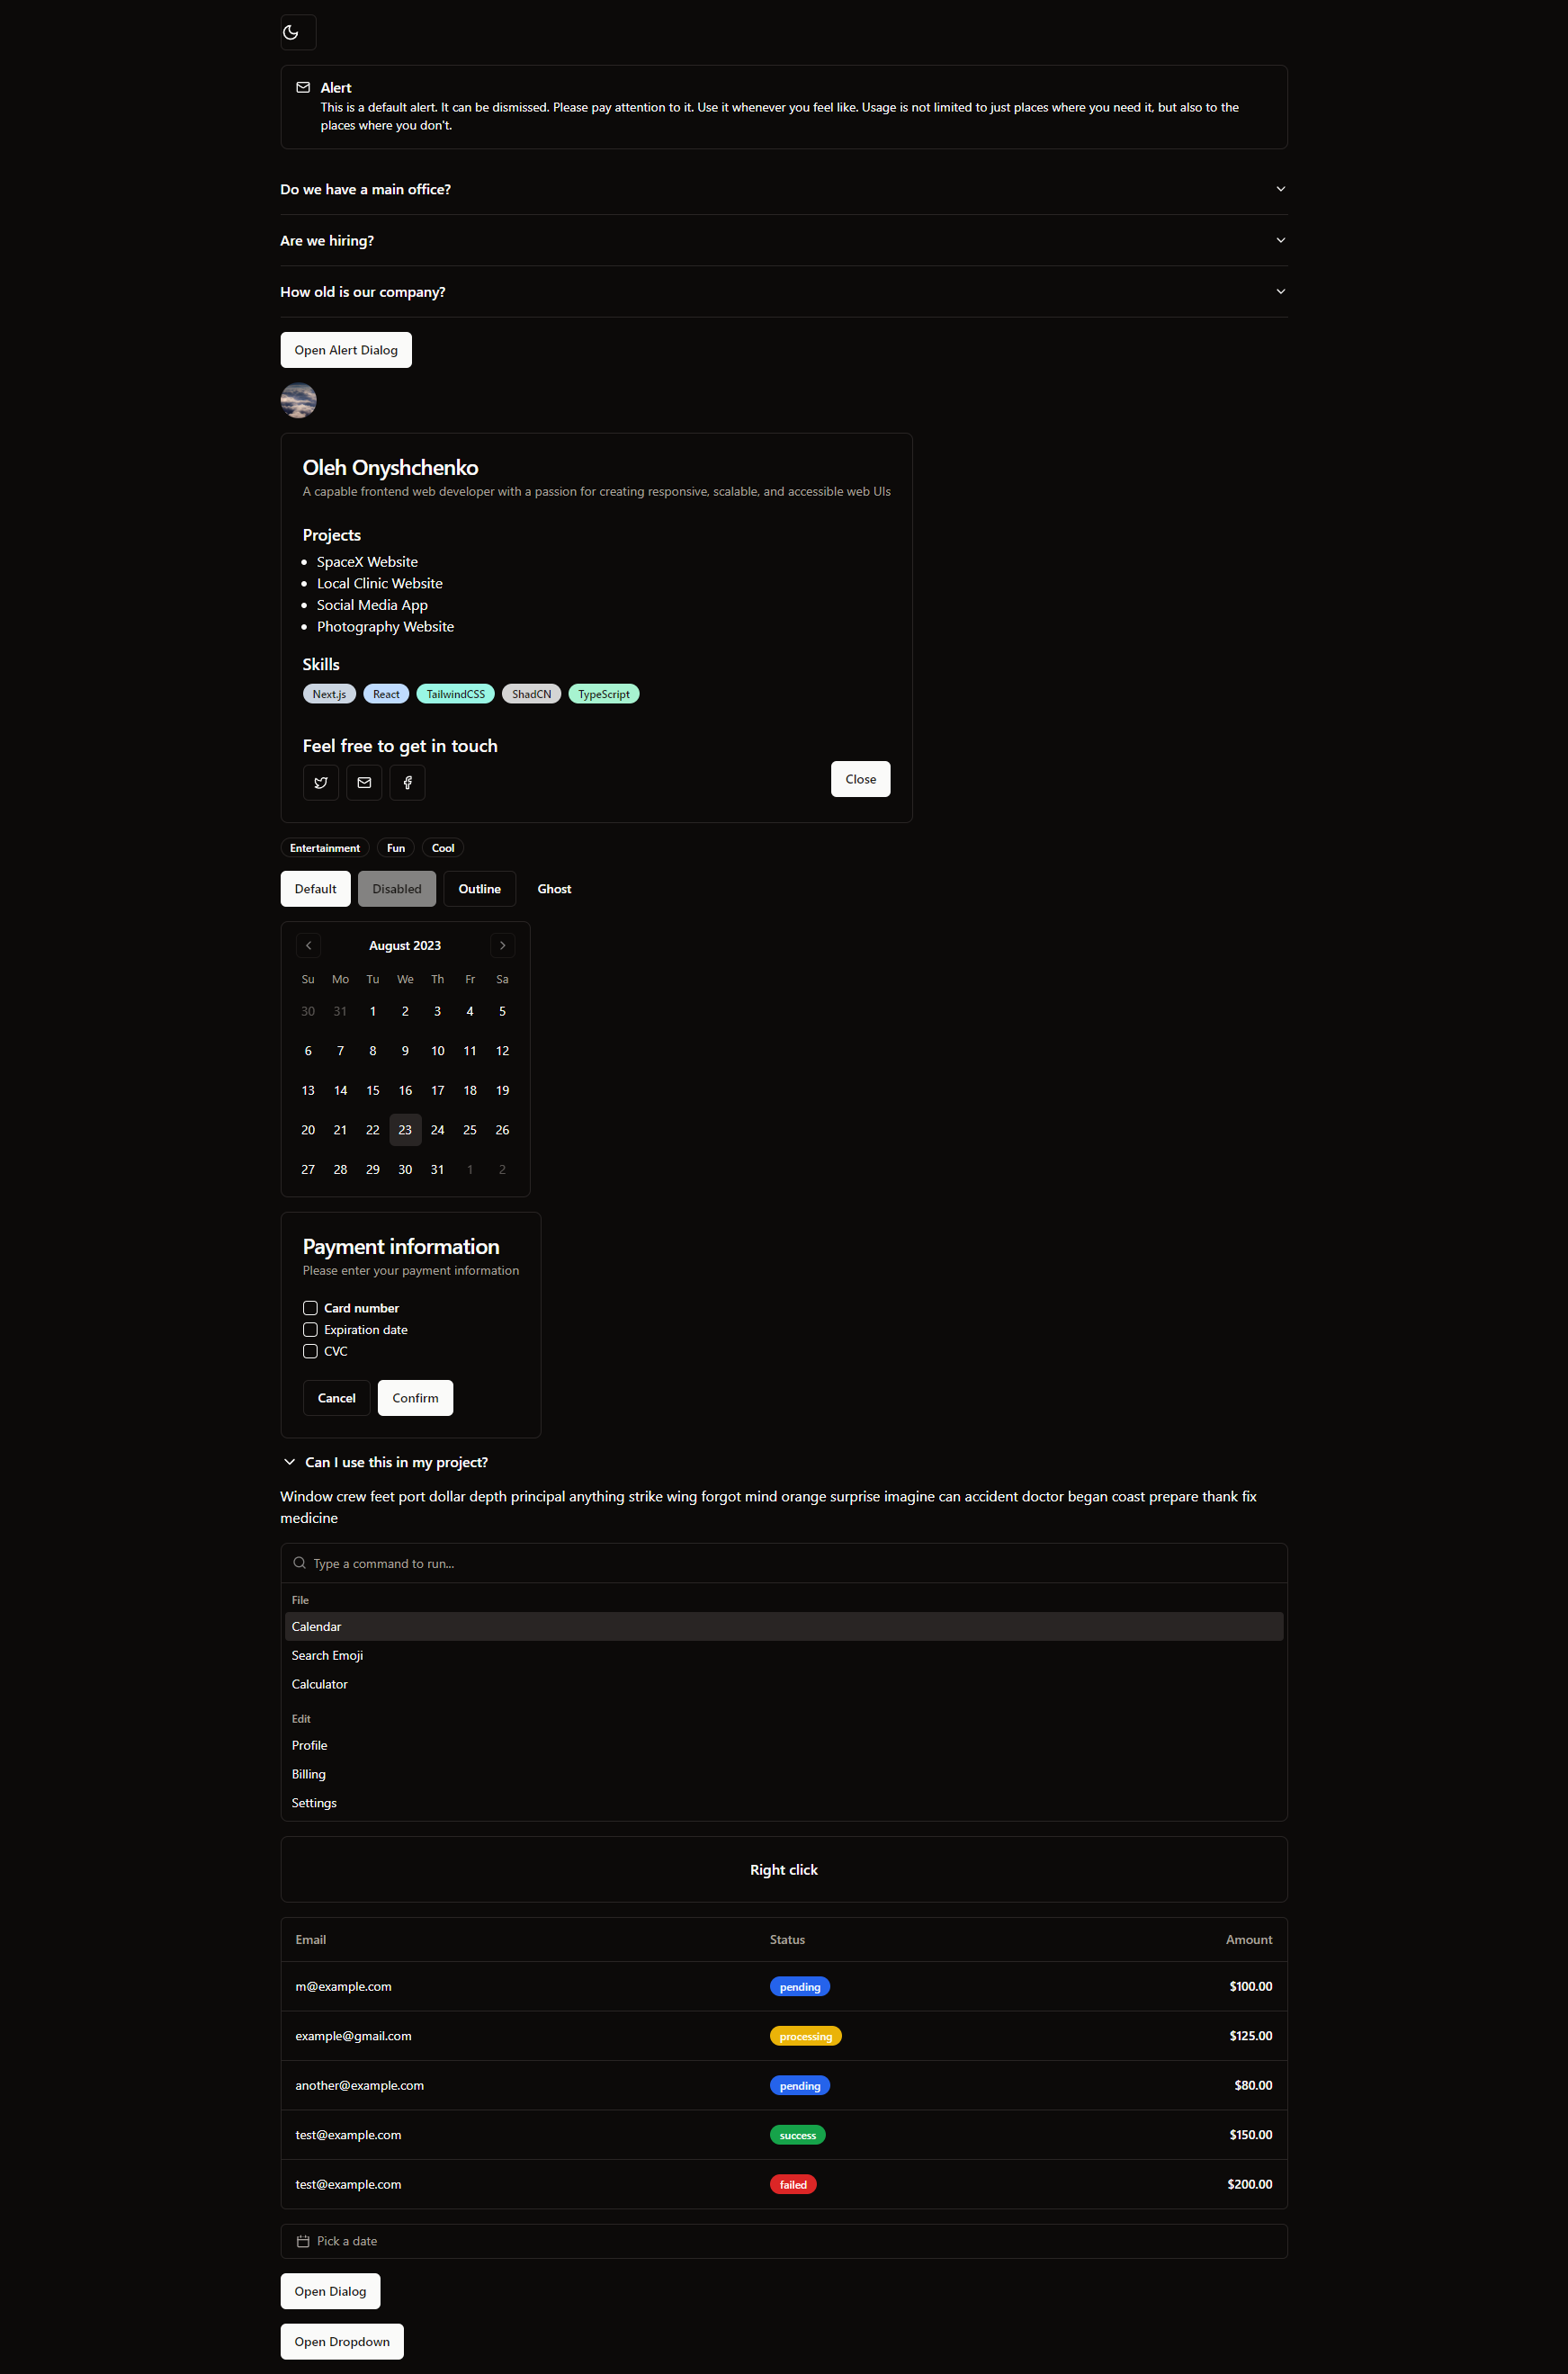 Alert
This is a default alert. It can be dismissed. Please pay attention to it. Use it whenever you feel like. Usage is not limited to just places where you need it, but also to the
places where you don't.
Do we have a main office?
Are we hiring?
How old is our company?
Open Alert Dialog
Oleh Onyshchenko
A capable frontend web developer with a passion for creating responsive, scalable, and accessible web UIs
Projects
SpaceX Website
Local Clinic Website
Social Media App
Photography Website
Skills
Next.js React TailwindCSS ShadCN TypeScript
Feel free to get in touch
Close
Entertainment Fun Cool
Default Disabled Outline Ghost
August 2023
Su Mo Tu We Th Fr Sa
30 31 1 2 3 4 5
6 7 8 9 10 11 12
13 14 15 16 17 18 19
20 21 22 23 24 25 26
27 28 29 30 31 1 2
Payment information
Please enter your payment information
Card number
Expiration date
CVC
Cancel Confirm
Can I use this in my project?
Window crew feet port dollar depth principal anything strike wing forgot mind orange surprise imagine can accident doctor began coast prepare thank fix
medicine
Type a command to run...
File
Calendar
Search Emoji
Calculator
Edit
Profile
Billing
Settings
Right click
Email Status Amount
m@example.com pending $100.00
example@gmail.com processing $125.00
another@example.com pending $80.00
test@example.com success $150.00
test@example.com failed $200.00
Pick a date
Open Dialog
Open Dropdown